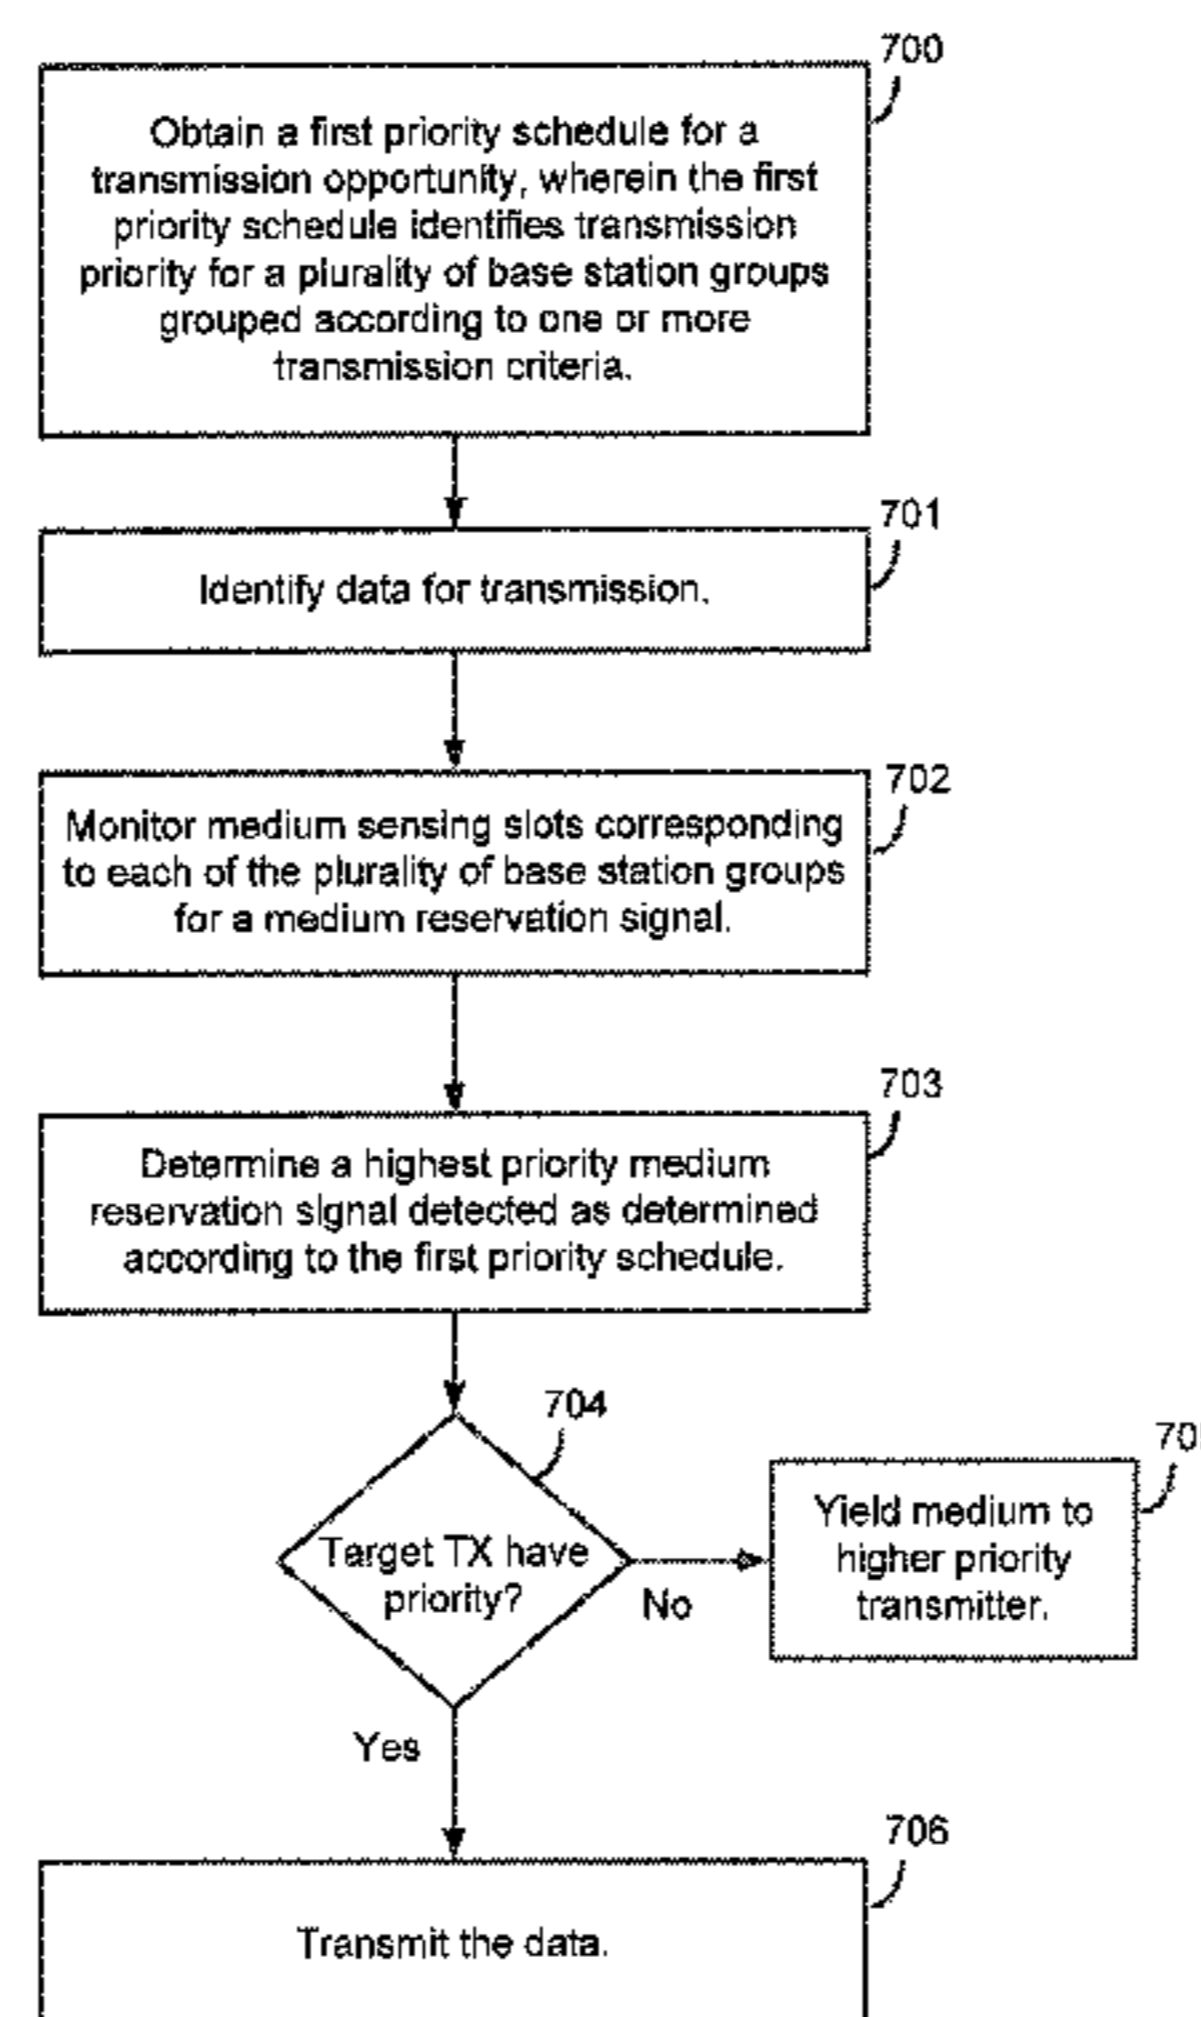 700
Obtain a first priority schedule for a
transmission opportunity, wherein the first
priority schedule identifies transmission
priority for a plurality of base station groups
grouped according to one or more
transmission criteria.
701
Identify data for transmission.
702
Monitor medium sensing slots corresponding
to each of the plurality of base station groups
for a medium reservation signal.
703
Determine a highest priority medium
reservation signal detected as determined
according to the first priority schedule.
704
Target TX have
priority?
No
Yield medium to
higher priority
transmitter.
Yes
706
Transmit the data.